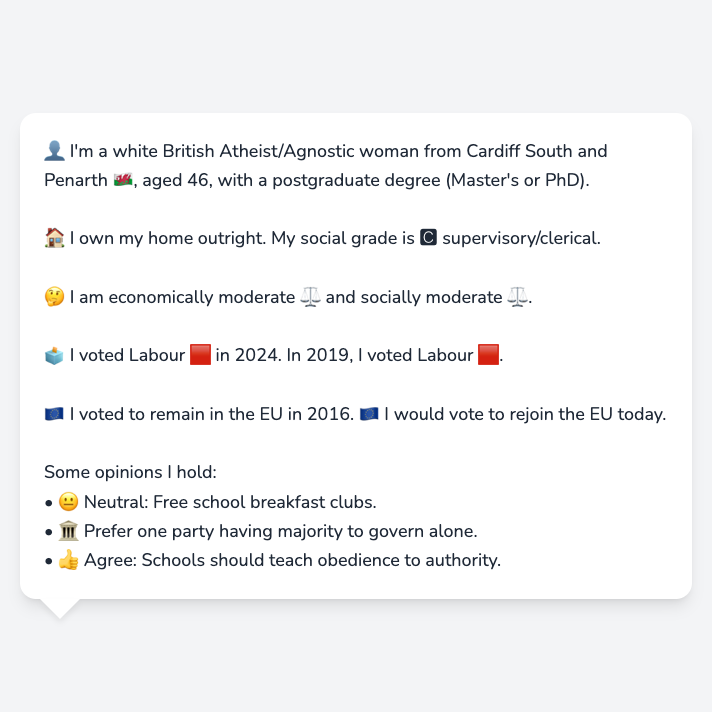 👤 I'm a white British Atheist/Agnostic woman from Cardiff South and
Penarth 🏴󠁧󠁢󠁷󠁬󠁳󠁿, aged 46, with a postgraduate degree (Master's or PhD).
🏠 I own my home outright. My social grade is 🅲 supervisory/clerical.
🤔 I am economically moderate ⚖️ and socially moderate ⚖️.
🗳️ I voted Labour 🟥 in 2024. In 2019, I voted Labour 🟥.
🇪🇺 I voted to remain in the EU in 2016. 🇪🇺 I would vote to rejoin the EU today.
Some opinions I hold:
• 😐 Neutral: Free school breakfast clubs.
• 🏛️ Prefer one party having majority to govern alone.
• 👍 Agree: Schools should teach obedience to authority.